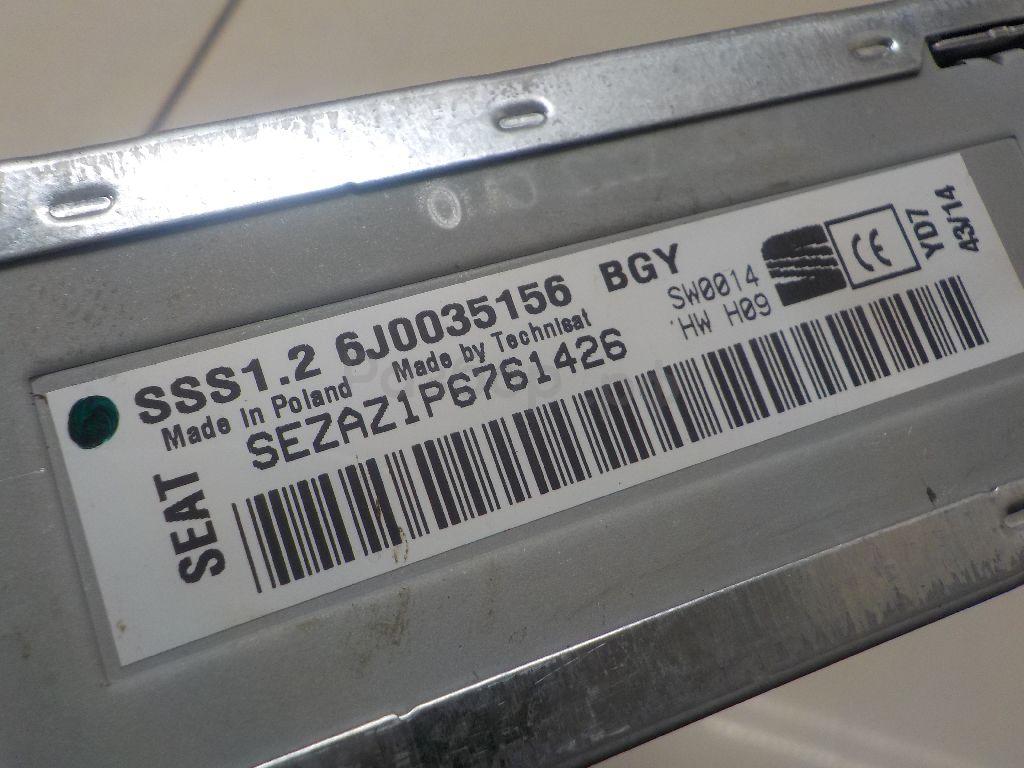 SSS1.2 6J0035156 BGY
Made In Poland Made by Technisat
SEZAZ1P6761426
SW0014
HW H09
CE
YD7
43/14
SEAT